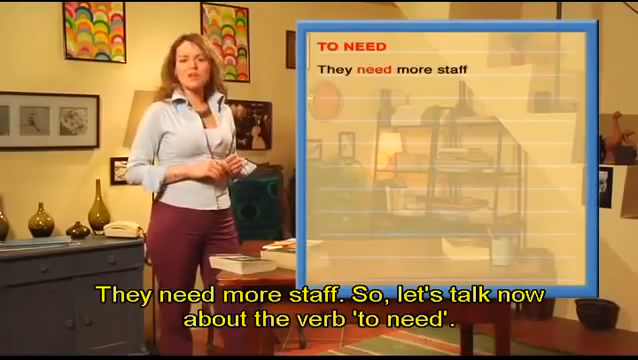 TO NEED
They need more staff
They need more staff. So, let's talk now
about the verb 'to need'.